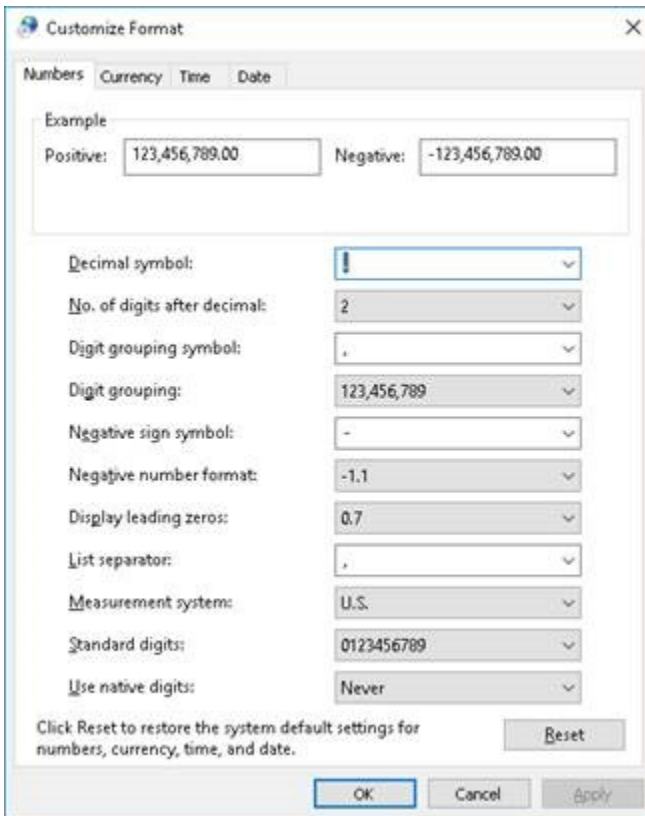 Customize Format
Numbers Currency Time Date
Example
Positive: 123,456,789.00 Negative: -123,456,789.00
Decimal symbol: .
No. of digits after decimal: 2
Digit grouping symbol: ,
Digit grouping: 123,456,789
Negative sign symbol: -
Negative number format: -1.1
Display leading zeros: 0.7
List separator: ,
Measurement system: U.S.
Standard digits: 0123456789
Use native digits: Never
Click Reset to restore the system default settings for
numbers, currency, time, and date.
Reset
OK Cancel Apply